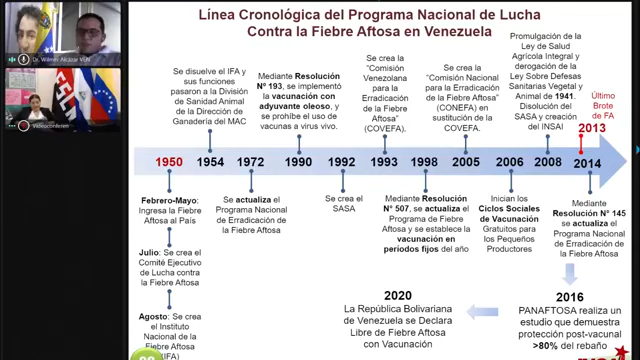 Línea Cronológica del Programa Nacional de Lucha
Contra la Fiebre Aftosa en Venezuela
Dr. Wilmer Alcázar VEN
Videoconferen
Se disuelve el IFA y
sus funciones
pasaron a la División
de Sanidad Animal
de la Dirección de
Ganadería del MAC
Mediante Resolución
N° 193, se implementó
la vacunación con
adyuvante oleoso, y
se prohíbe el uso de
vacunas a virus vivo.
Se crea la
"Comisión
Venezolana
para la
Erradicación
de la Fiebre
Aftosa"
(COVEFA).
Se crea la
"Comisión Nacional
para la Erradicación
de la Fiebre Aftosa"
(CONEFA) en
sustitución de la
COVEFA.
Promulgación de la
Ley de Salud
Agrícola Integral y
derogación de la
Ley Sobre Defesas
Sanitarias Vegetal y
Animal de 1941.
Disolución del
SASA y creación del
INSAI
Último
Brote
de FA
2013
1950
1954
1972
1990
1992
1993
1998
2005
2006
2008
2014
Febrero-Mayo:
Ingresa la Fiebre
Aftosa al País
Julio: Se crea el
Comité Ejecutivo
de Lucha contra
la Fiebre Aftosa
Agosto: Se crea
el Instituto
Nacional de la
Fiebre Aftosa
(IFA)
Se actualiza el
Programa Nacional
de Erradicación de
la Fiebre Aftosa
Se crea el
SASA
Mediante Resolución
N° 507, se actualiza el
Programa de Fiebre
Aftosa y se establece la
vacunación en
periodos fijos del año
Inician los
Ciclos Sociales
de Vacunación
Gratuitos para
los Pequeños
Productores
Mediante
Resolución N° 145
se actualiza el
Programa Nacional
de Erradicación de
la Fiebre Aftosa
2016
PANAFTOSA realiza un
estudio que demuestra
protección post-vacunal
>80% del rebaño
2020
La República Bolivariana
de Venezuela se Declara
Libre de Fiebre Aftosa
con Vacunación